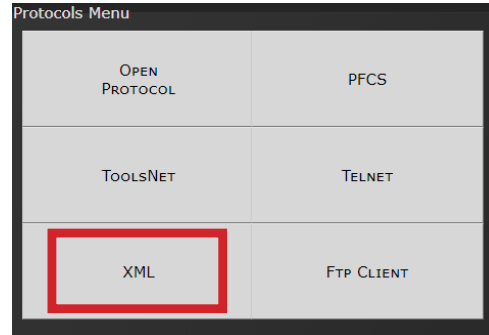 Protocols Menu
Open Protocol
PFCS
ToolsNet
Telnet
XML
Ftp Client